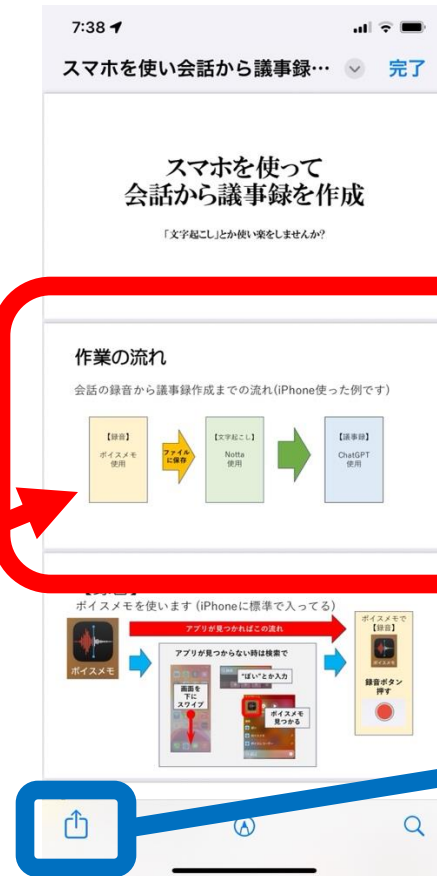 7:38
スマホを使い会話から議事録…
完了
スマホを使って
会話から議事録を作成
「文字起こし」とか使い楽をしませんか?
作業の流れ
会話の録音から議事録作成までの流れ(iPhone使った例です)
【録音】
ボイスメモ
使用
ファイル
に保存
【文字起こし】
Notta
使用
【議事録】
ChatGPT
使用
ボイスメモを使います (iPhoneに標準で入ってる)
アプリが見つかればこの流れ
ボイスメモ
アプリが見つからない時は検索で
画面を
下に
スワイプ
"ぼい"とか入力
ボイスメモ
見つかる
ボイスメモで
【録音】
ボイスメモ
録音ボタン
押す